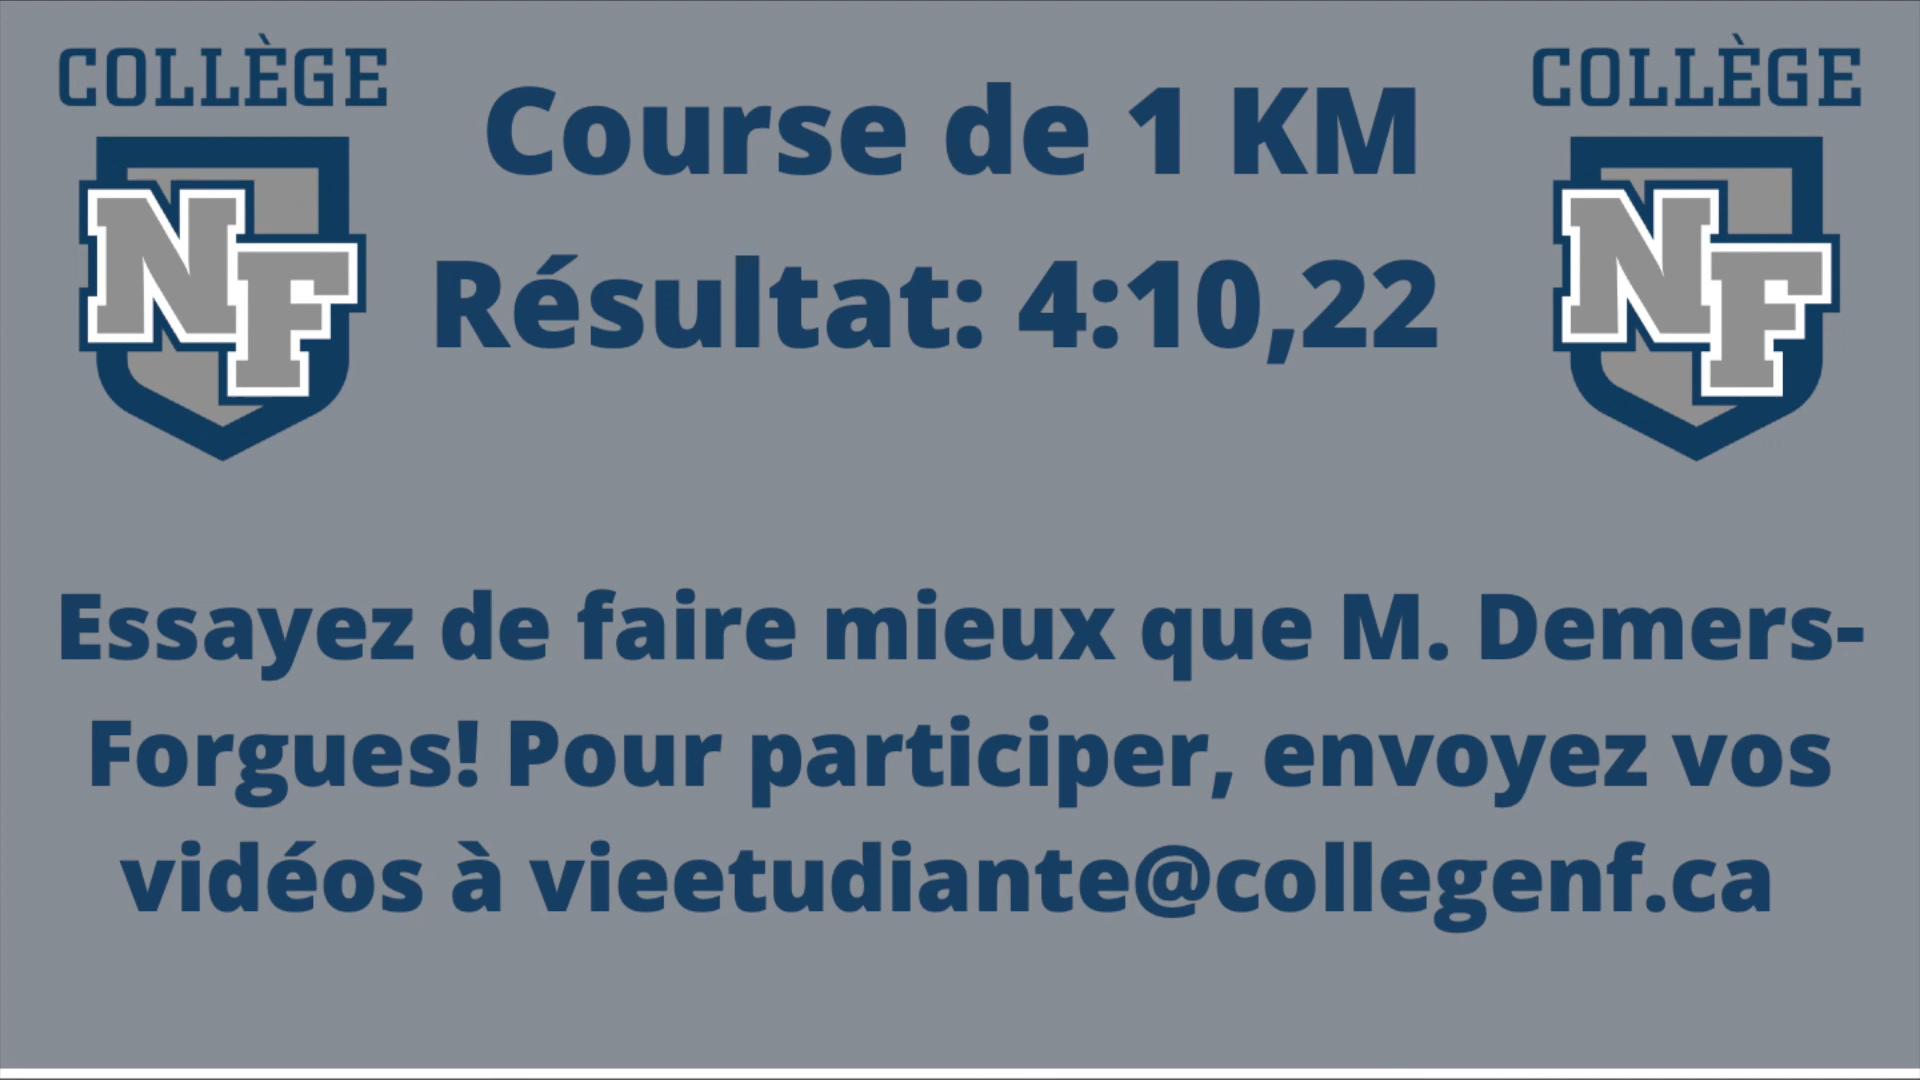 COLLÈGE
NF
Course de 1 KM
Résultat: 4:10,22
COLLÈGE
NF
Essayez de faire mieux que M. Demers-
Forgues! Pour participer, envoyez vos
vidéos à vieetudiante@collegenf.ca